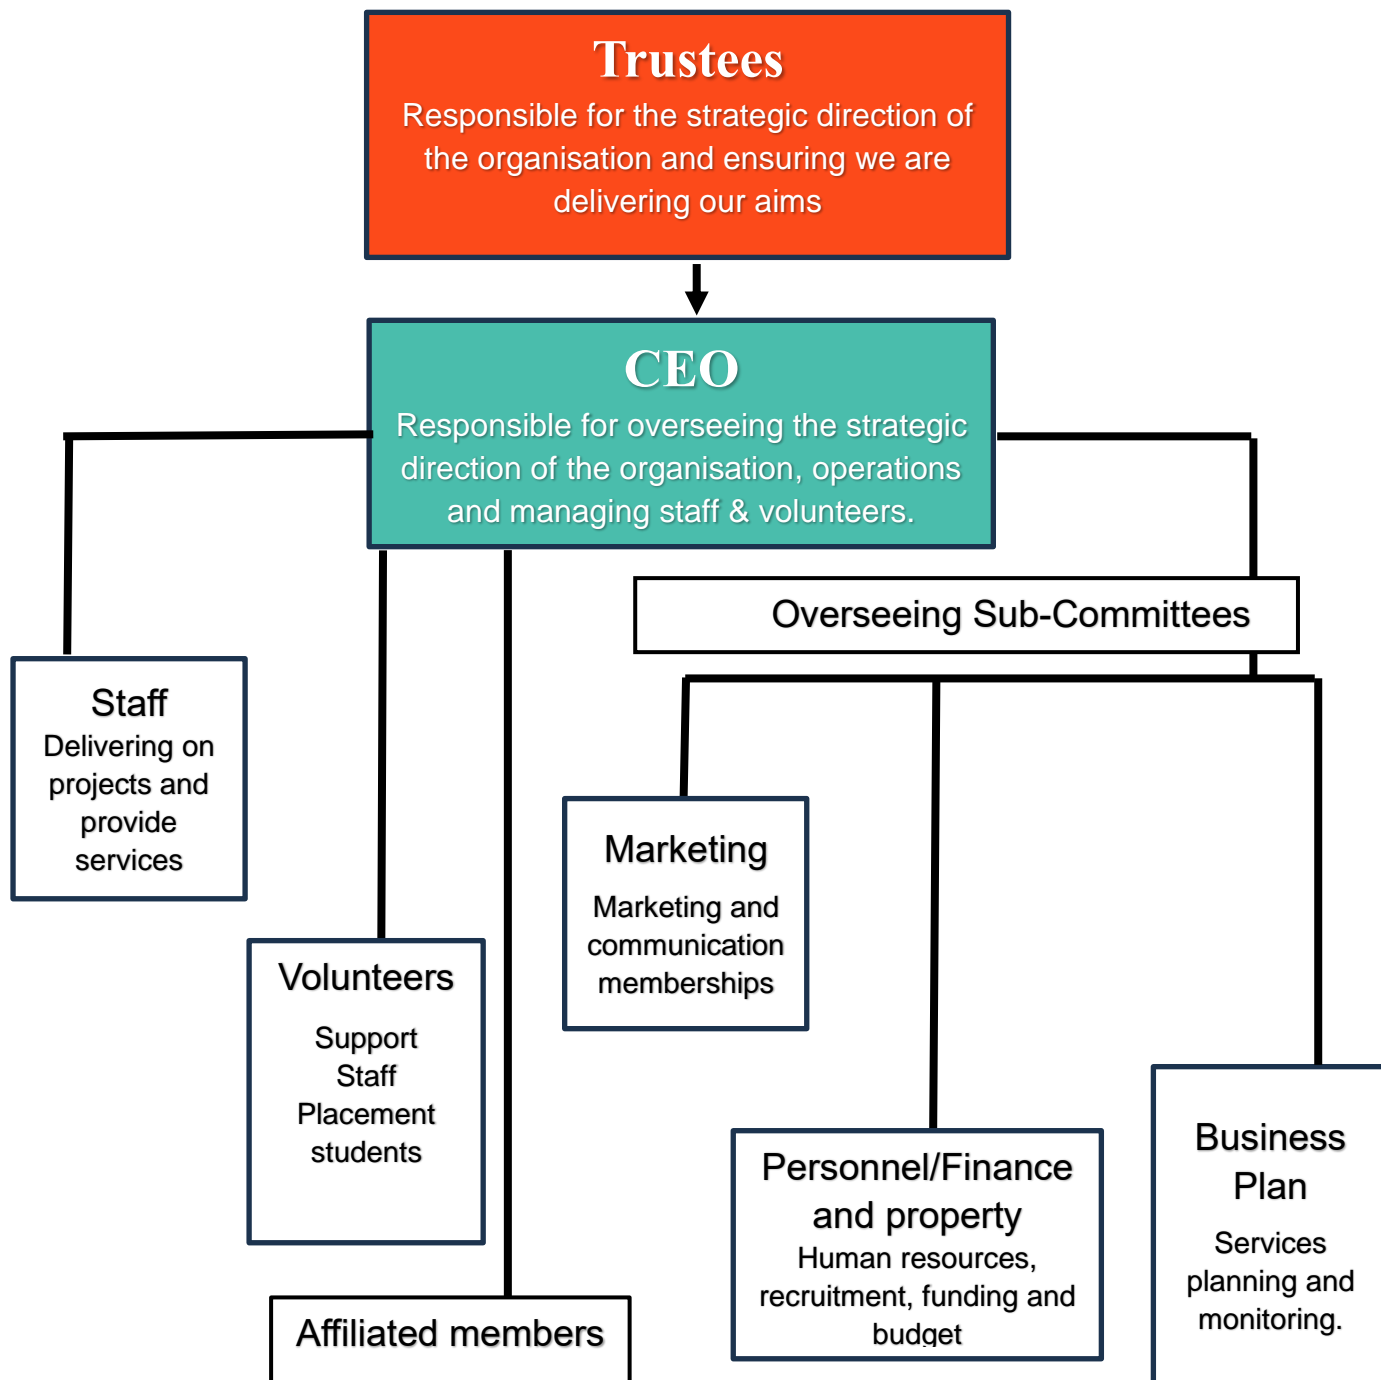 Trustees
Responsible for the strategic direction of
the organisation and ensuring we are
delivering our aims
CEO
Responsible for overseeing the strategic
direction of the organisation, operations
and managing staff & volunteers.
Overseeing Sub-Committees
Staff
Delivering on
projects and
provide
services
Marketing
Marketing and
communication
memberships
Volunteers
Support
Staff
Placement
students
Personnel/Finance
and property
Human resources,
recruitment, funding and
budget
Business
Plan
Services
planning and
monitoring.
Affiliated members